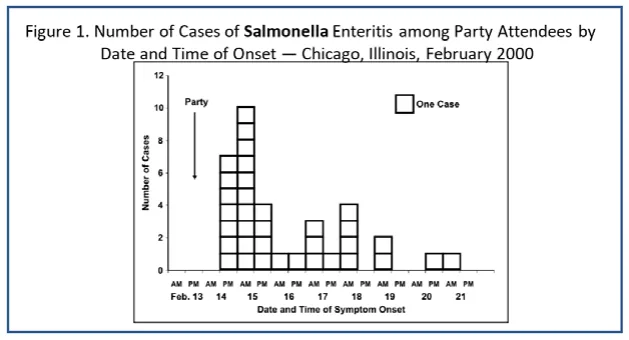 Figure 1. Number of Cases of Salmonella Enteritis among Party Attendees by
Date and Time of Onset — Chicago, Illinois, February 2000
12
Party
One Case
10
8
6
4
2
0
Number of Cases
AM PM AM PM AM PM AM PM AM PM AM PM AM PM AM PM AM PM
Feb. 13 14 15 16 17 18 19 20 21
Date and Time of Symptom Onset